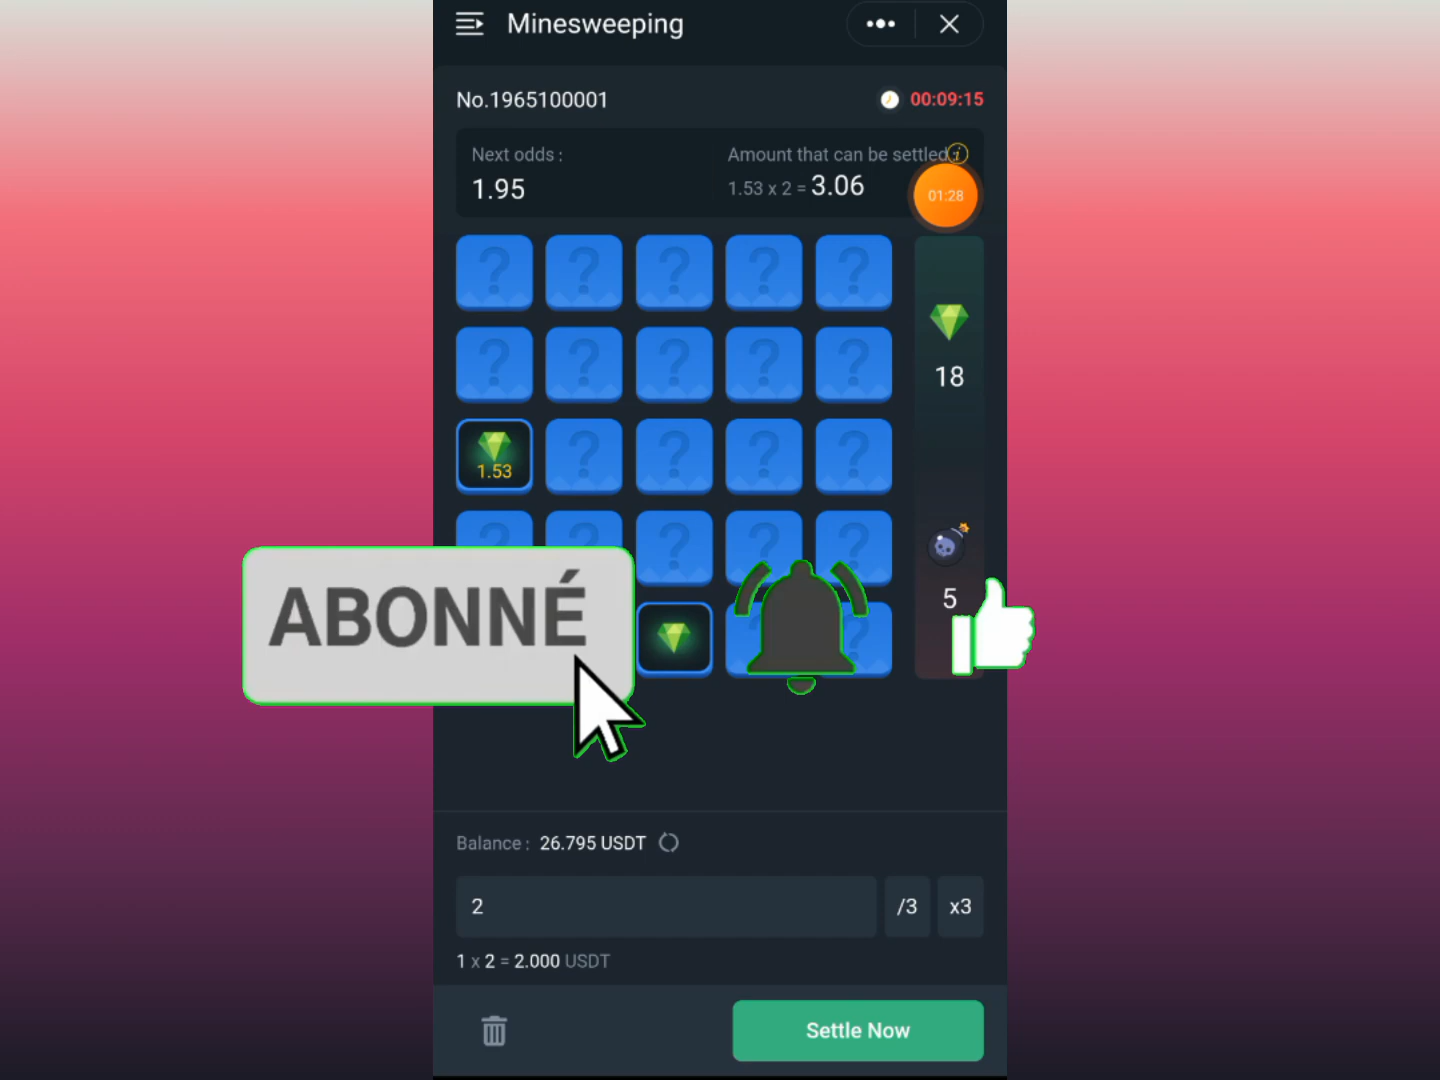 Minesweeping
No.1965100001
00:09:15
Next odds :
1.95
Amount that can be settled
1.53 x 2 = 3.06
01:28
? ? ? ? ?
? ? ? ? ?
18
1.53 ? ? ? ?
? ? ? ? ?
5
ABONNÉ
?
Balance : 26.795 USDT
2
/3
x3
1 x 2 = 2.000 USDT
Settle Now